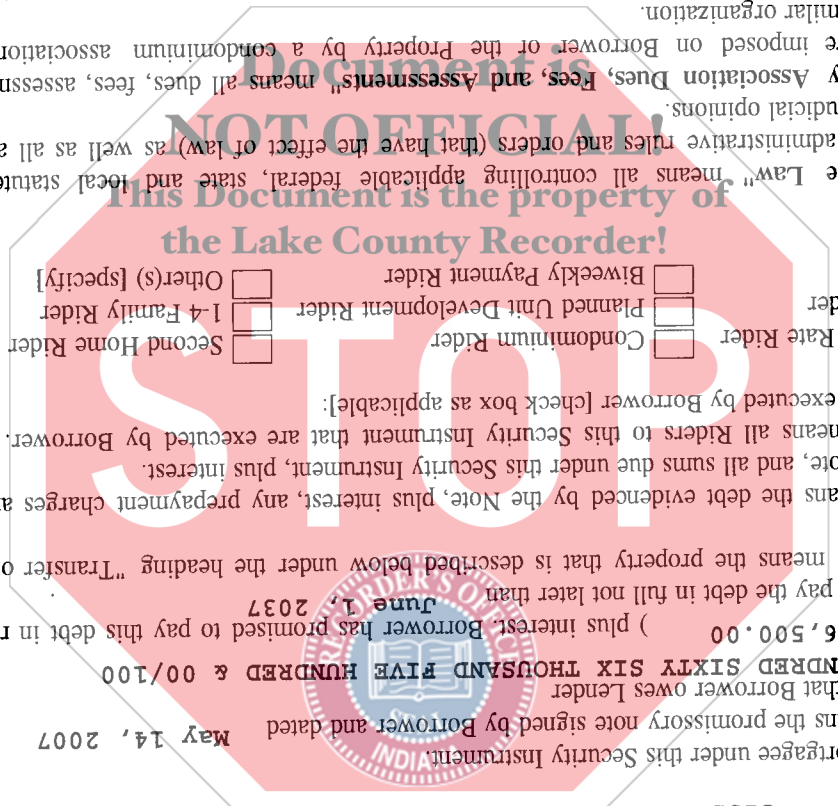 rtgagee under this Security Instrument.
ns the promissory note signed by Borrower and dated May 14, 2007
that Borrower owes Lender
NDRED SIXTY SIX THOUSAND FIVE HUNDRED & 00/100
6,500.00 ) plus interest. Borrower has promised to pay this debt in r
pay the debt in full not later than June 1, 2037 .
means the property that is described below under the heading "Transfer o
ans the debt evidenced by the Note, plus interest, any prepayment charges a
ote, and all sums due under this Security Instrument, plus interest.
means all Riders to this Security Instrument that are executed by Borrower.
executed by Borrower [check box as applicable]:
Rate Rider Condominium Rider Second Home Rider
der Planned Unit Development Rider 1-4 Family Rider
Biweekly Payment Rider Other(s) [specify]
e Law" means all controlling applicable federal, state and local statute
administrative rules and orders (that have the effect of law) as well as all a
udicial opinions.
y Association Dues, Fees, and Assessments" means all dues, fees, assessm
re imposed on Borrower or the Property by a condominium association
milar organization.
Document is
NOT OFFICIAL!
This Document is the property of
the Lake County Recorder!
STOP
RECORDER'S OFFICE
SEAL
INDIANA